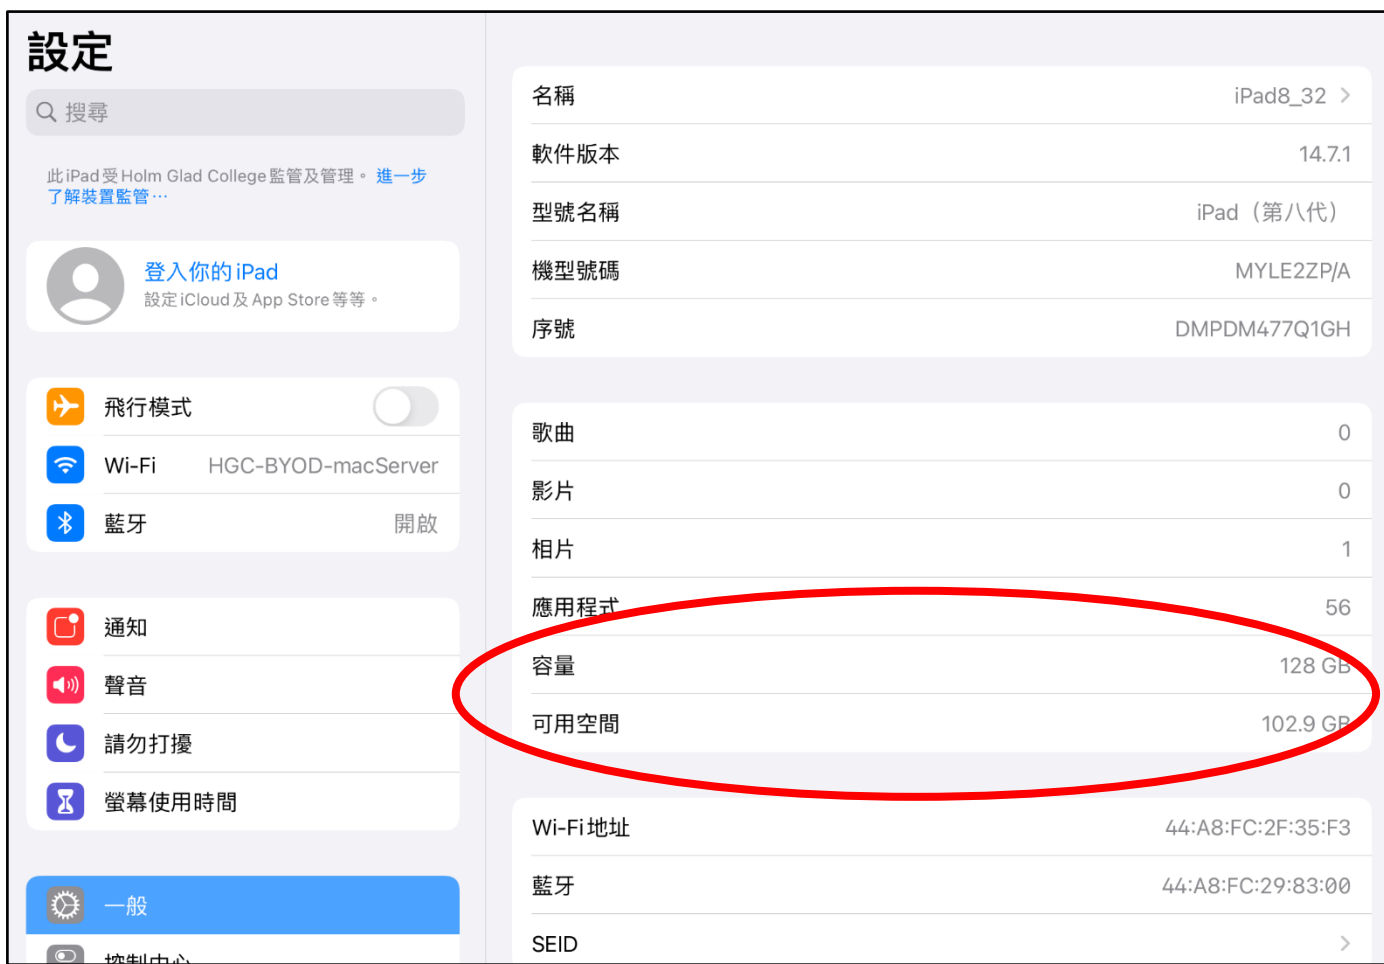 設定
搜尋
此iPad受Holm Glad College監管及管理。進一步
了解裝置監管⋯
登入你的iPad
設定iCloud及App Store等等。
飛行模式
Wi-Fi HGC-BYOD-macServer
藍牙 開啟
通知
聲音
請勿打擾
螢幕使用時間
一般
控制中心
名稱 iPad8_32
軟件版本 14.7.1
型號名稱 iPad（第八代）
機型號碼 MYLE2ZP/A
序號 DMPDM477Q1GH
歌曲 0
影片 0
相片 1
應用程式 56
容量 128 GB
可用空間 102.9 GB
Wi-Fi地址 44:A8:FC:2F:35:F3
藍牙 44:A8:FC:29:83:00
SEID